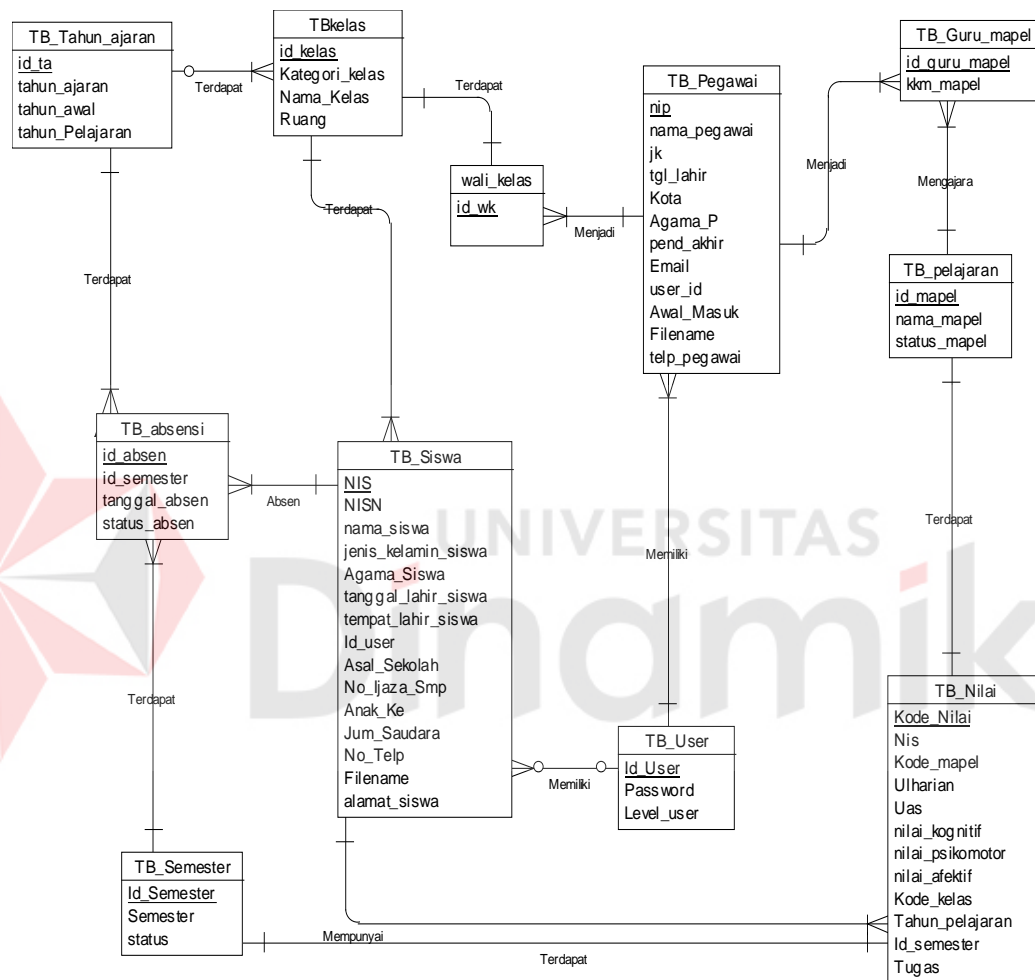 TB_Tahun_ajaran
id_ta
tahun_ajaran
tahun_awal
tahun_Pelajaran
Terdapat
TBkelas
id_kelas
Kategori_kelas
Nama_Kelas
Ruang
Terdapat
wali_kelas
id_wk
Menjadi
TB_Pegawai
nip
nama_pegawai
jk
tgl_lahir
Kota
Agama_P
pend_akhir
Email
user_id
Awal_Masuk
Filename
telp_pegawai
Menjadi
TB_Guru_mapel
id_guru_mapel
kkm_mapel
Mengajara
TB_pelajaran
id_mapel
nama_mapel
status_mapel
Terdapat
Terdapat
Terdapat
TB_absensi
id_absen
id_semester
tanggal_absen
status_absen
Absen
TB_Siswa
NIS
NISN
nama_siswa
jenis_kelamin_siswa
Agama_Siswa
tanggal_lahir_siswa
tempat_lahir_siswa
Id_user
Asal_Sekolah
No_Ijaza_Smp
Anak_Ke
Jum_Saudara
No_Telp
Filename
alamat_siswa
UNIVERSITAS
Dinamik
Memiliki
Memiliki
TB_User
Id_User
Password
Level_user
Terdapat
TB_Semester
Id_Semester
Semester
status
Mempunyai
Terdapat
TB_Nilai
Kode_Nilai
Nis
Kode_mapel
Ulharian
Uas
nilai_kognitif
nilai_psikomotor
nilai_afektif
Kode_kelas
Tahun_pelajaran
Id_semester
Tugas